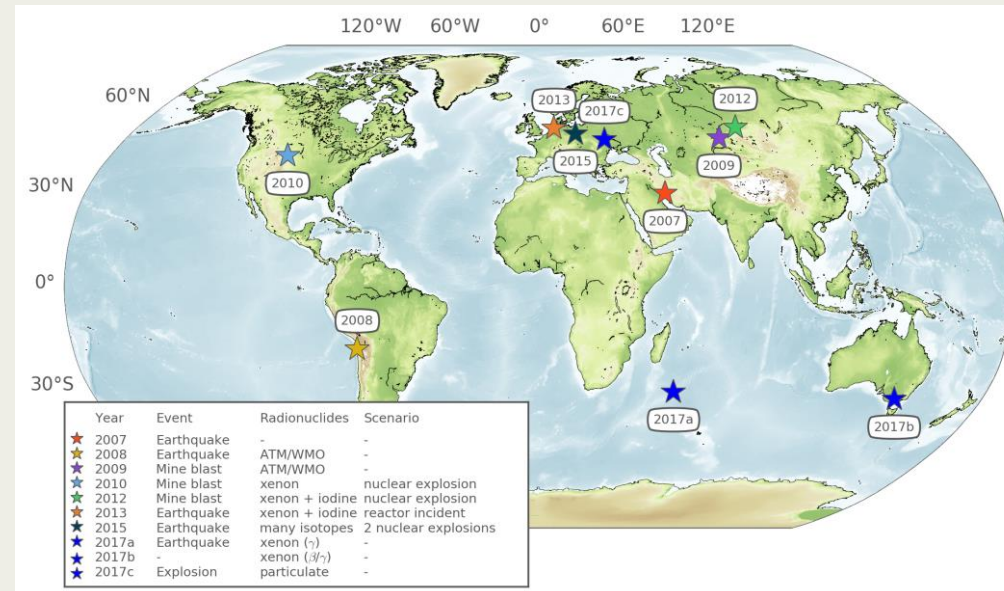 120°W 60°W 0° 60°E 120°E
60°N
2013
2017c
2012
2015
2009
30°N
2010
2007
0°
2008
30°S
2017a
2017b
Year Event Radionuclides Scenario
2007 Earthquake - -
2008 Earthquake ATM/WMO -
2009 Mine blast ATM/WMO -
2010 Mine blast xenon nuclear explosion
2012 Mine blast xenon + iodine nuclear explosion
2013 Earthquake xenon + iodine reactor incident
2015 Earthquake many isotopes 2 nuclear explosions
2017a Earthquake xenon (γ) -
2017b - xenon (β/γ) -
2017c Explosion particulate -